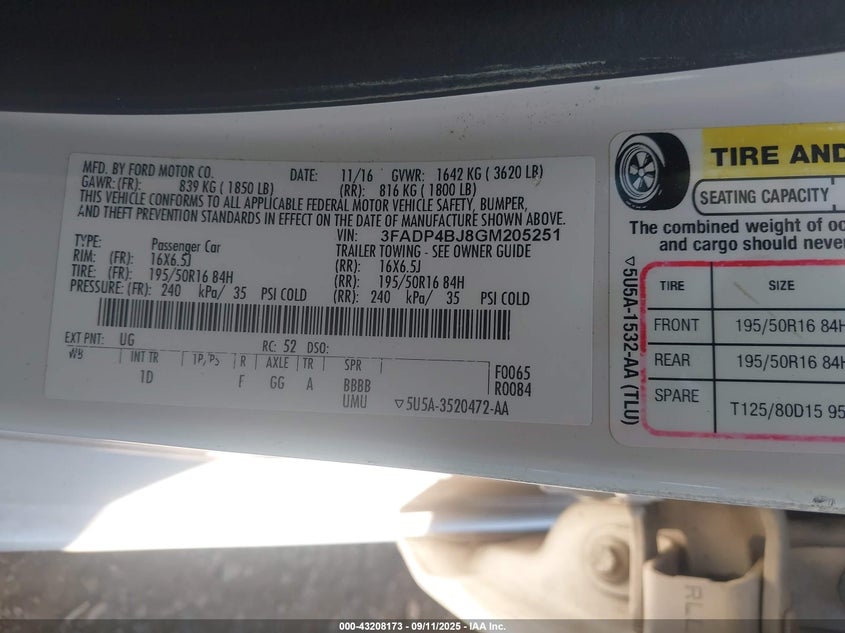 MFD. BY FORD MOTOR CO. DATE: 11/16 GVWR: 1642 KG ( 3620 LB)
GAWR: (FR): 839 KG ( 1850 LB) (RR): 816 KG ( 1800 LB)
THIS VEHICLE CONFORMS TO ALL APPLICABLE FEDERAL MOTOR VEHICLE SAFETY, BUMPER,
AND THEFT PREVENTION STANDARDS IN EFFECT ON THE DATE OF MANUFACTURE SHOWN ABOVE.
VIN: 3FADP4BJ8GM205251
TYPE: Passenger Car TRAILER TOWING - SEE OWNER GUIDE
RIM: (FR): 16X6.5J (RR): 16X6.5J
TIRE: (FR): 195/50R16 84H (RR): 195/50R16 84H
PRESSURE: (FR): 240 kPa/ 35 PSI COLD (RR): 240 kPa/ 35 PSI COLD
EXT PNT: UG RC: 52 DSO:
WB INT TR TP/PS R AXLE TR SPR
1D F GG A BBBB
UMU
F0065
R0084
▽5U5A-3520472-AA
TIRE AND
SEATING CAPACITY
The combined weight of oc
and cargo should never
▽5U5A-1532-AA (TLU)
TIRE SIZE
FRONT 195/50R16 84H
REAR 195/50R16 84H
SPARE T125/80D15 95
000-43208173 - 09/11/2025 - IAA Inc.